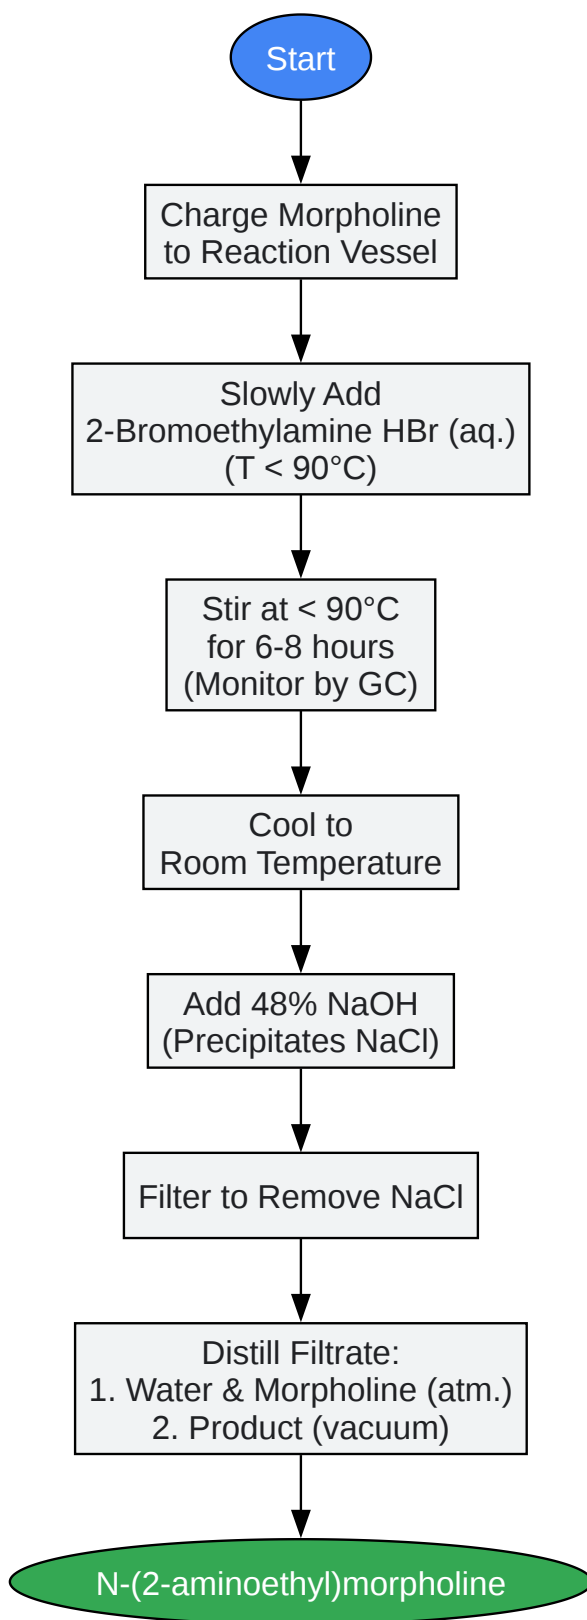 Start
Charge Morpholine
to Reaction Vessel
Slowly Add
2-Bromoethylamine HBr (aq.)
(T < 90°C)
Stir at < 90°C
for 6-8 hours
(Monitor by GC)
Cool to
Room Temperature
Add 48% NaOH
(Precipitates NaCl)
Filter to Remove NaCl
Distill Filtrate:
1. Water & Morpholine (atm.)
2. Product (vacuum)
N-(2-aminoethyl)morpholine